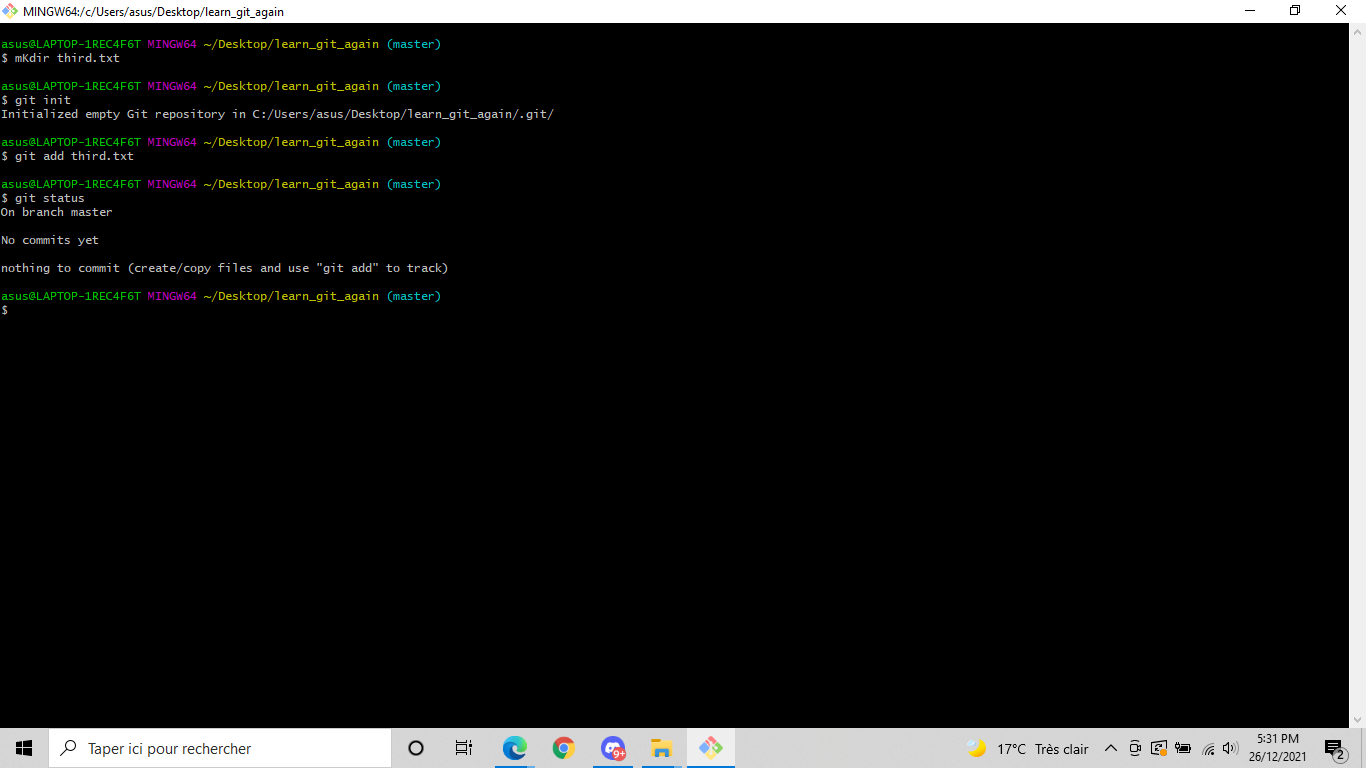 MINGW64:/c/Users/asus/Desktop/learn_git_again
asus@LAPTOP-1REC4F6T MINGW64 ~/Desktop/learn_git_again (master)
$ mKdir third.txt
asus@LAPTOP-1REC4F6T MINGW64 ~/Desktop/learn_git_again (master)
$ git init
Initialized empty Git repository in C:/Users/asus/Desktop/learn_git_again/.git/
asus@LAPTOP-1REC4F6T MINGW64 ~/Desktop/learn_git_again (master)
$ git add third.txt
asus@LAPTOP-1REC4F6T MINGW64 ~/Desktop/learn_git_again (master)
$ git status
On branch master
No commits yet
nothing to commit (create/copy files and use "git add" to track)
asus@LAPTOP-1REC4F6T MINGW64 ~/Desktop/learn_git_again (master)
$
Taper ici pour rechercher
9+
17°C Très clair
5:31 PM
26/12/2021
2